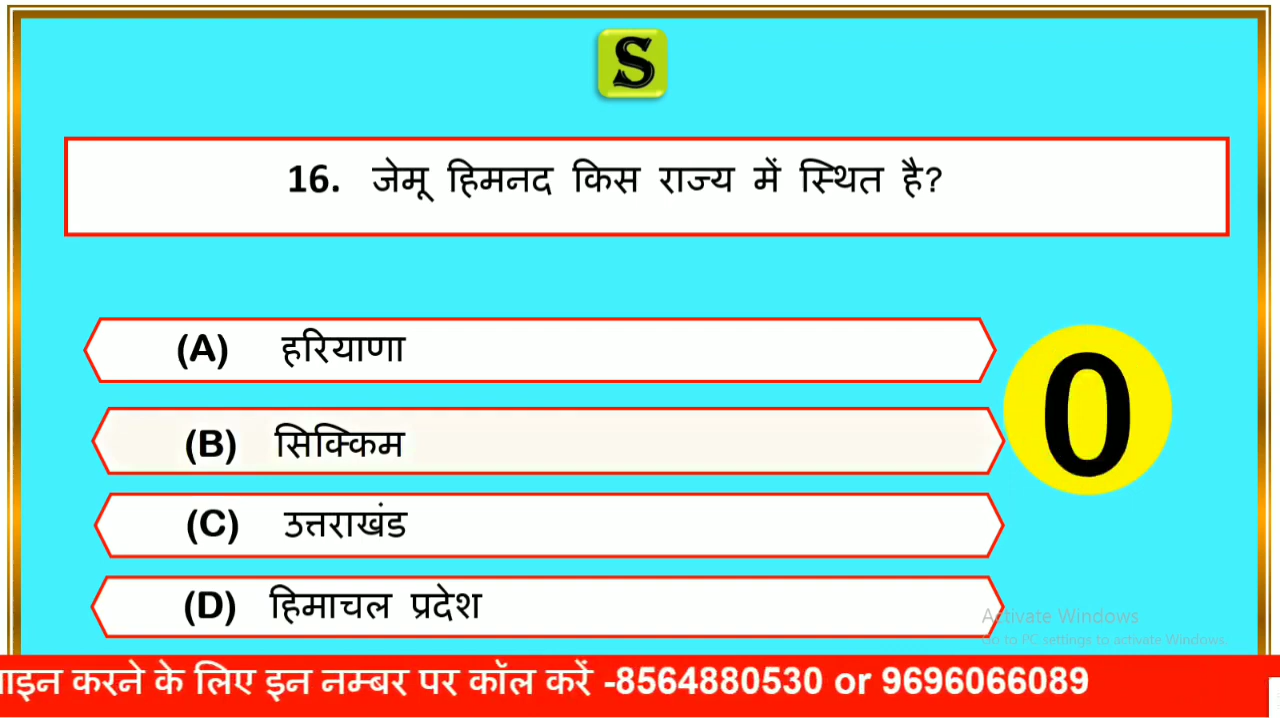 S
16. जेमू हिमनद किस राज्य में स्थित है?
(A) हरियाणा
(B) सिक्किम
0
(C) उत्तराखंड
(D) हिमाचल प्रदेश
Activate Windows
Go to PC settings to activate Windows.
ाइन करने के लिए इन नम्बर पर कॉल करें -8564880530 or 9696066089